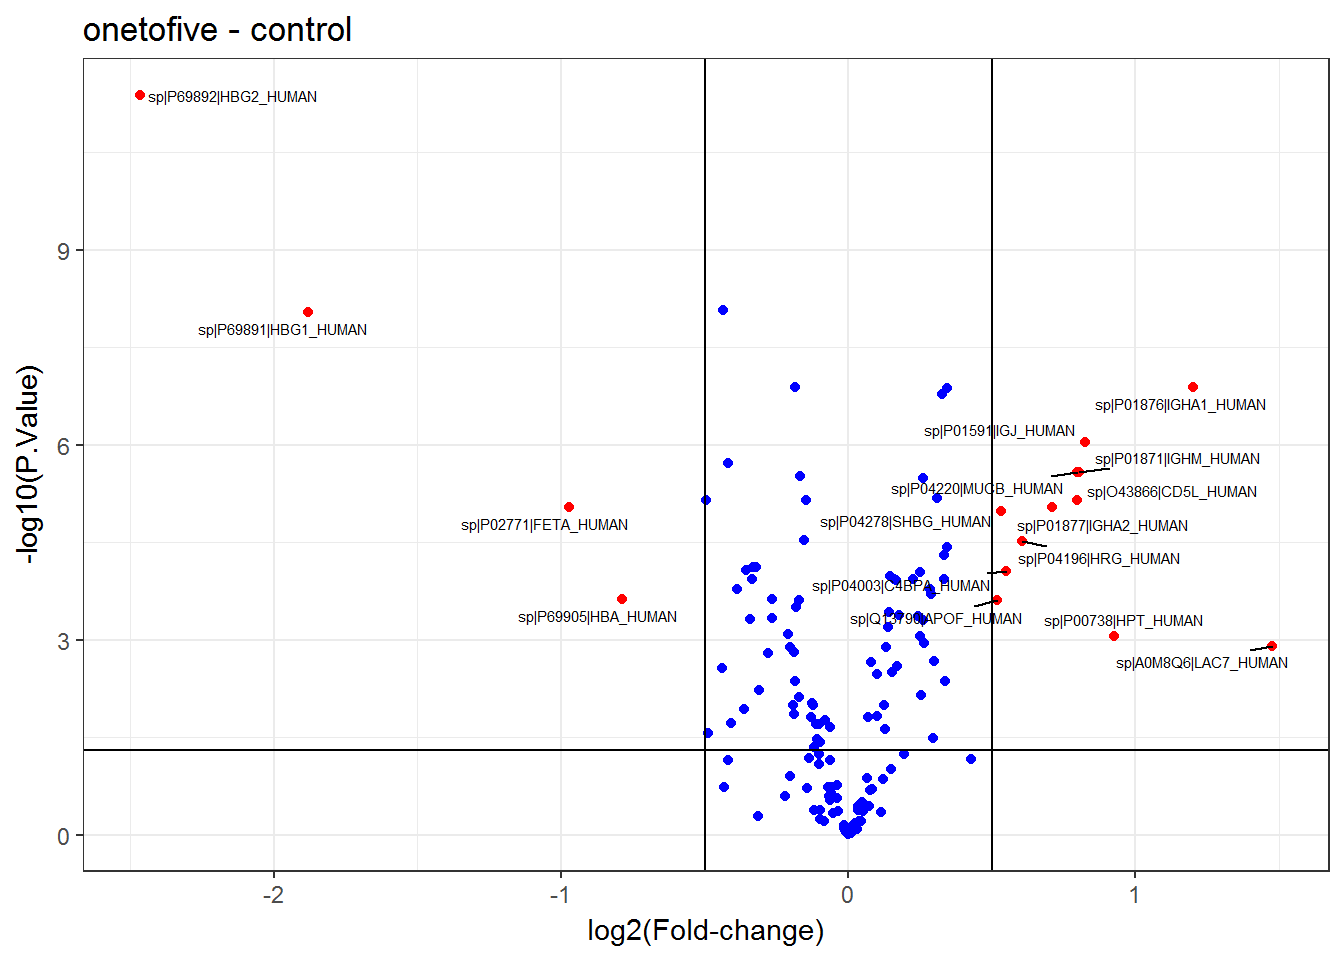 onetofive - control
sp|P69892|HBG2_HUMAN
9
sp|P69891|HBG1_HUMAN
sp|P01876|IGHA1_HUMAN
sp|P01591|IGJ_HUMAN
6
sp|P01871|IGHM_HUMAN
sp|P04220|MUCB_HUMAN
sp|O43866|CD5L_HUMAN
sp|P02771|FETA_HUMAN
sp|P04278|SHBG_HUMAN
sp|P01877|IGHA2_HUMAN
sp|P04196|HRG_HUMAN
sp|P04003|C4BPA_HUMAN
sp|P69905|HBA_HUMAN
sp|Q13790|APOF_HUMAN
sp|P00738|HPT_HUMAN
3
sp|A0M8Q6|LAC7_HUMAN
0
-2
-1
0
1
log2(Fold-change)
-log10(P.Value)